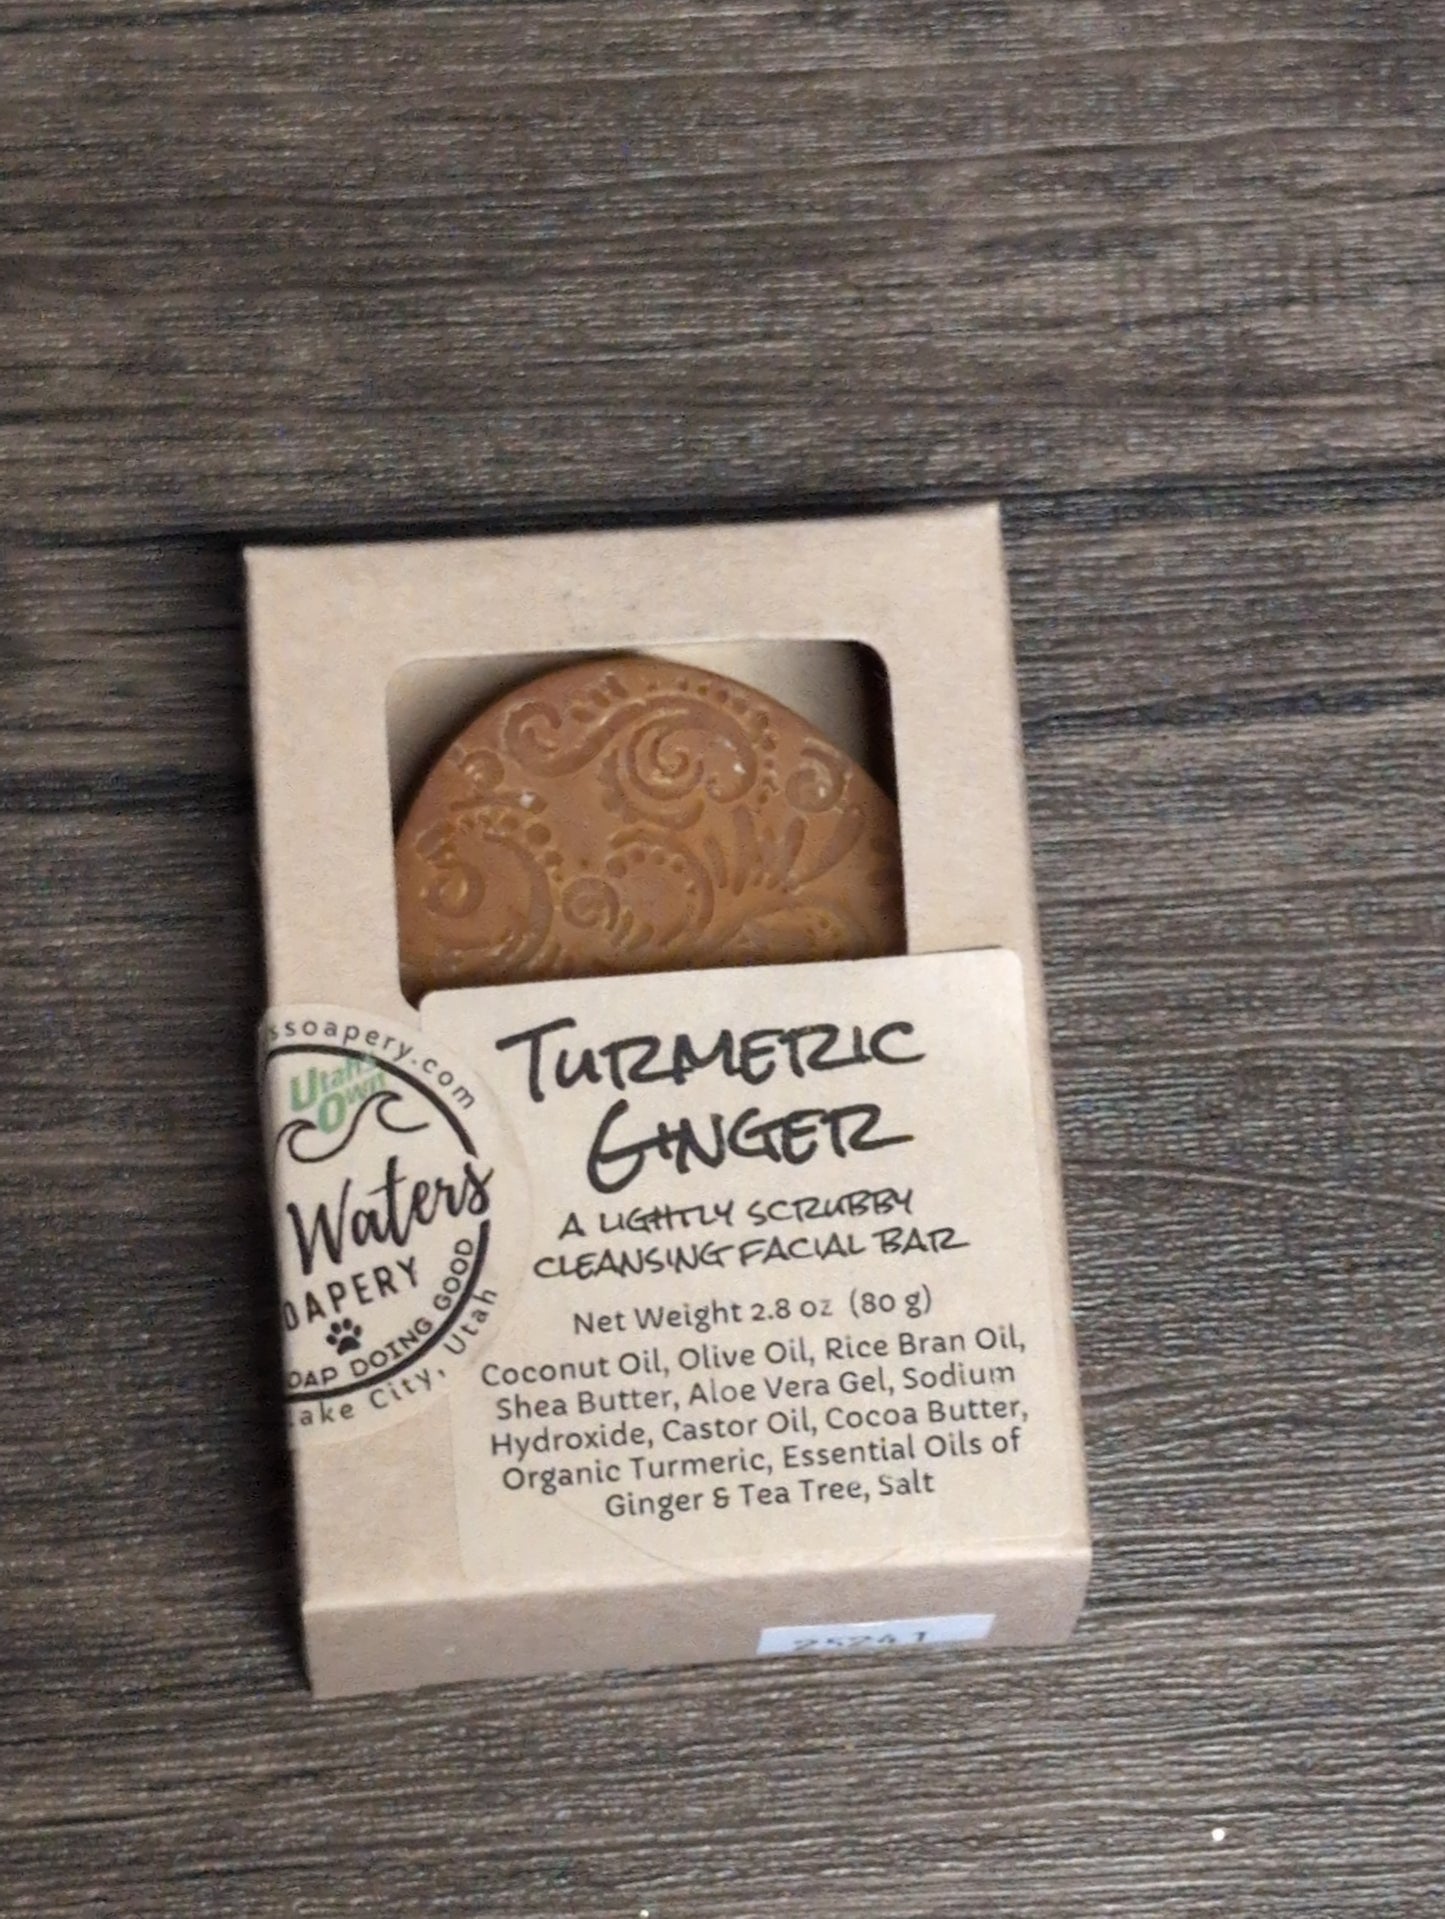 ssoapery.com
Utah's
Own
Waters
OAPERY
OAP DOING GOOD
ake City, Utah
TURMERIC
GINGER
A LIGHTLY SCRUBBY
CLEANSING FACIAL BAR
Net Weight 2.8 oz (80 g)
Coconut Oil, Olive Oil, Rice Bran Oil,
Shea Butter, Aloe Vera Gel, Sodium
Hydroxide, Castor Oil, Cocoa Butter,
Organic Turmeric, Essential Oils of
Ginger & Tea Tree, Salt